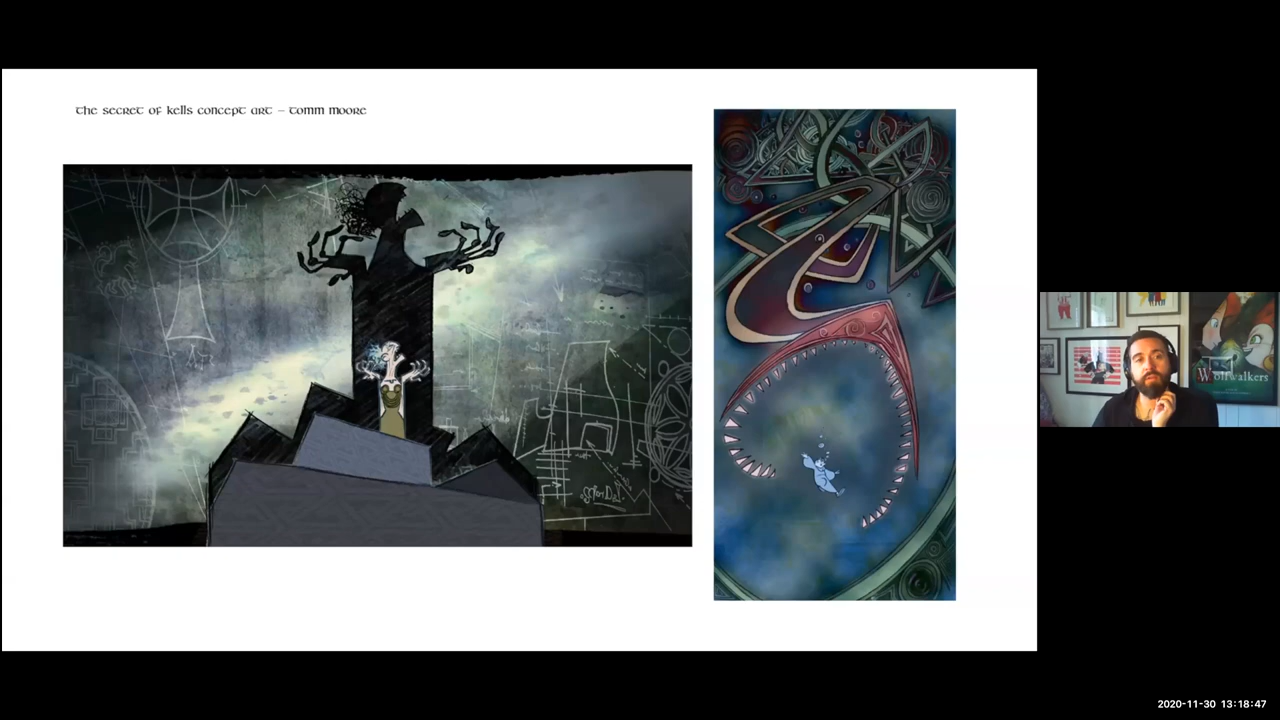 the secret of kells concept art – tomm moore
Wolfwalkers
2020-11-30 13:18:47